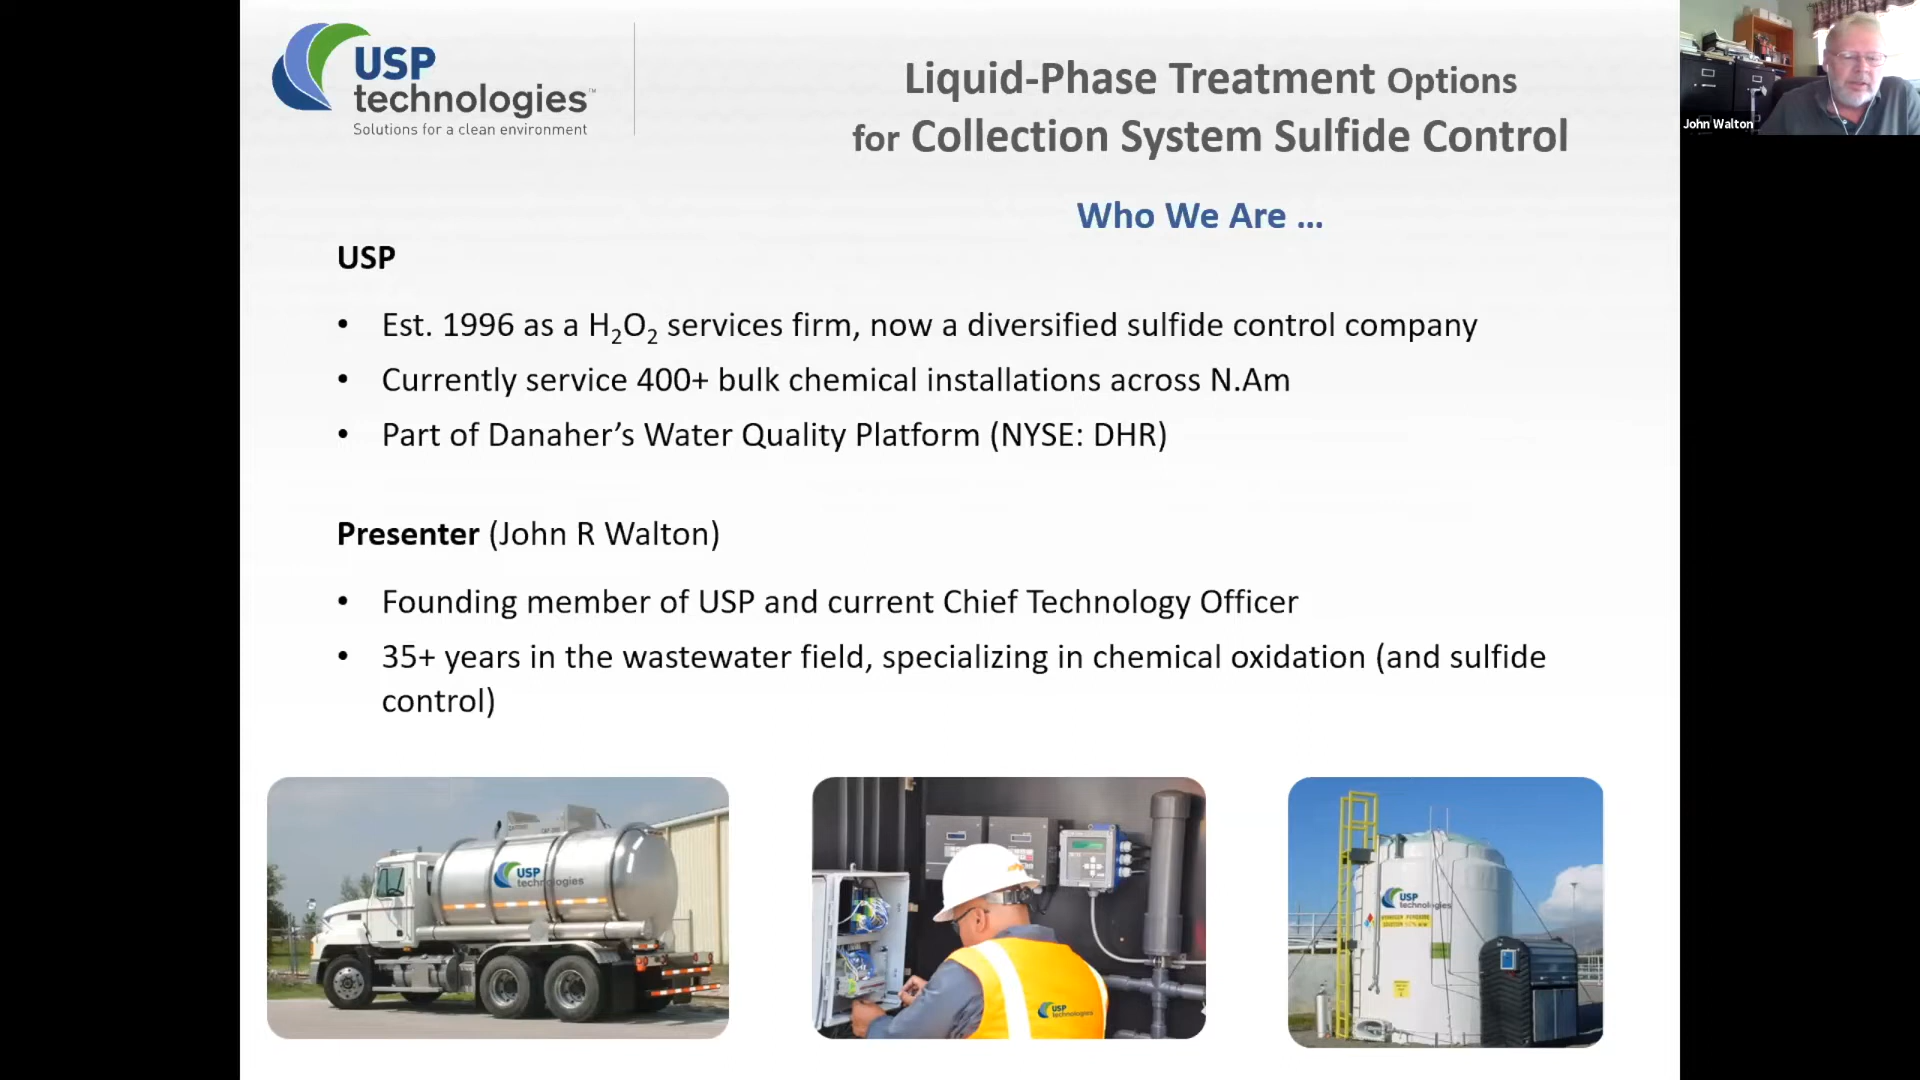 USP
technologies™
Solutions for a clean environment
Liquid-Phase Treatment Options
for Collection System Sulfide Control
John Walton
Who We Are ...
USP
• Est. 1996 as a H₂O₂ services firm, now a diversified sulfide control company
• Currently service 400+ bulk chemical installations across N.Am
• Part of Danaher’s Water Quality Platform (NYSE: DHR)
Presenter (John R Walton)
• Founding member of USP and current Chief Technology Officer
• 35+ years in the wastewater field, specializing in chemical oxidation (and sulfide
control)
USP
technologies
USP
technologies
USP
technologies
HYDROGEN PEROXIDE